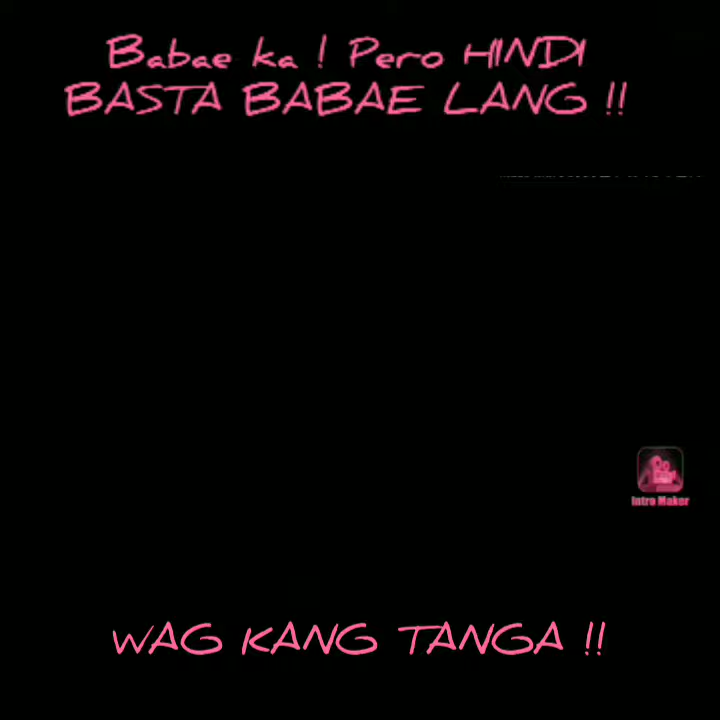 Babae ka ! Pero HINDI
BASTA BABAE LANG !!
Intro Maker
WAG KANG TANGA !!